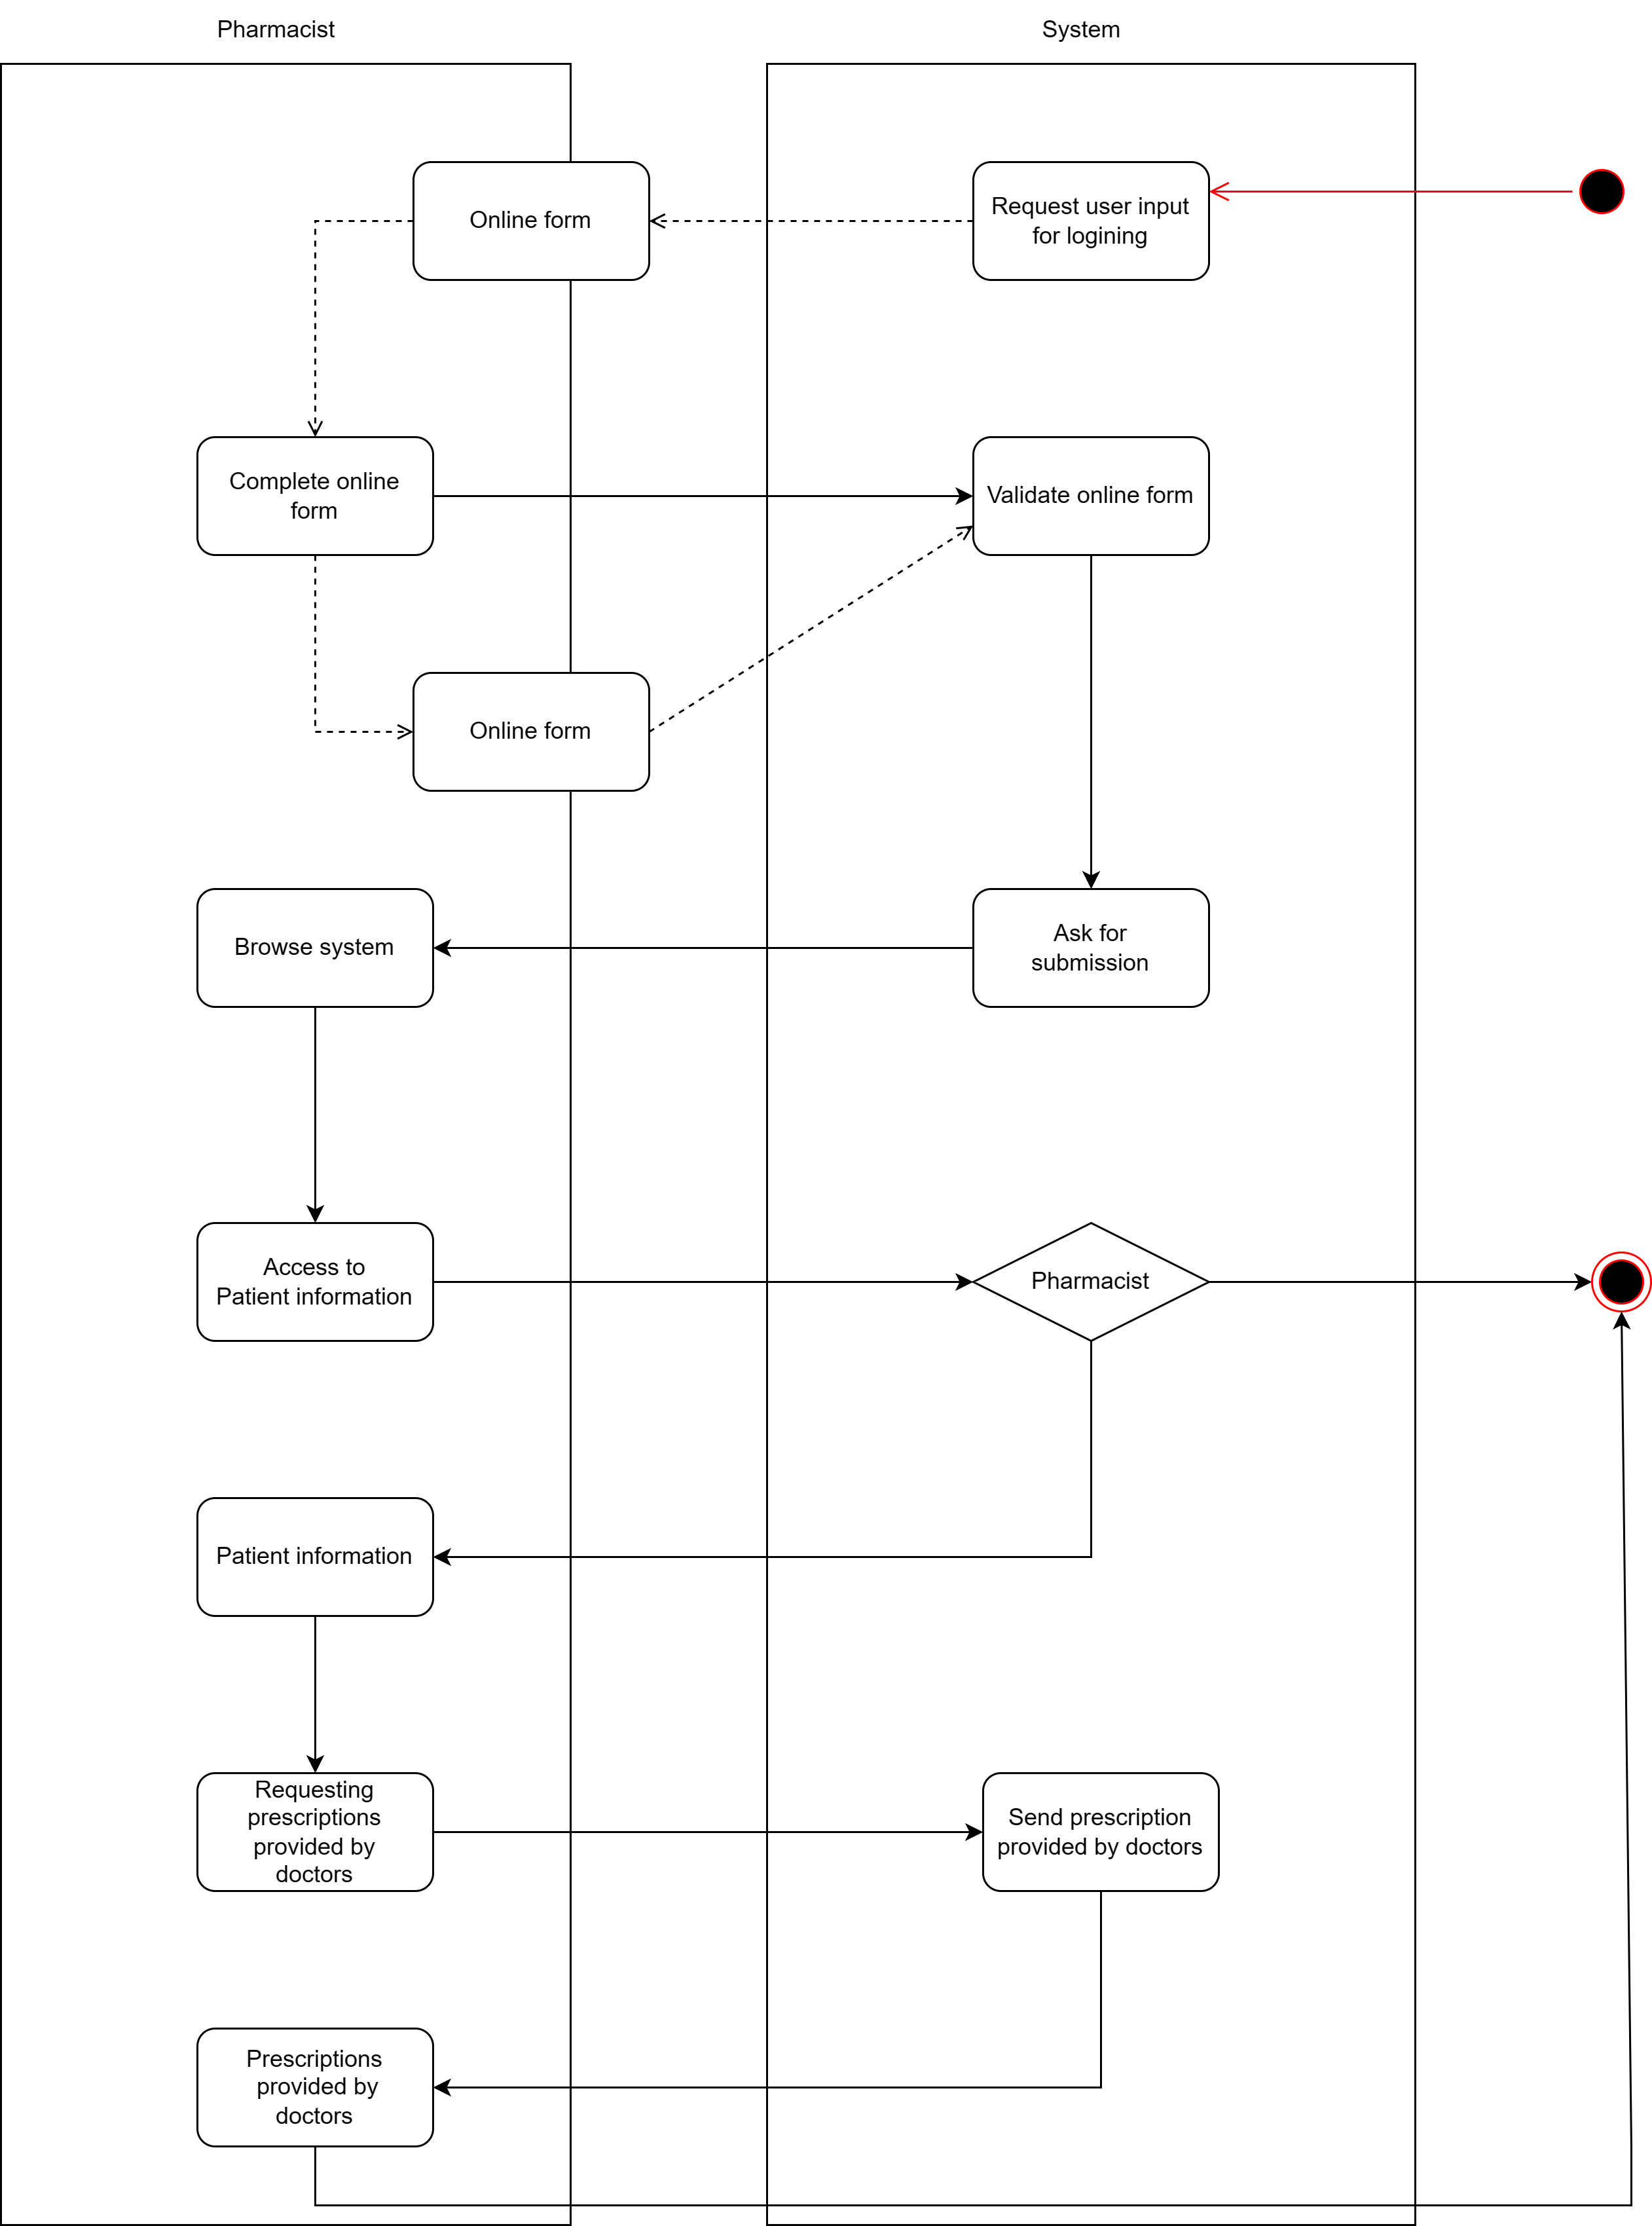 Pharmacist
System
Online form
Request user input
for logining
Complete online
form
Validate online form
Online form
Browse system
Ask for
submission
Access to
Patient information
Pharmacist
Patient information
Requesting
prescriptions
provided by
doctors
Send prescription
provided by doctors
Prescriptions
provided by
doctors